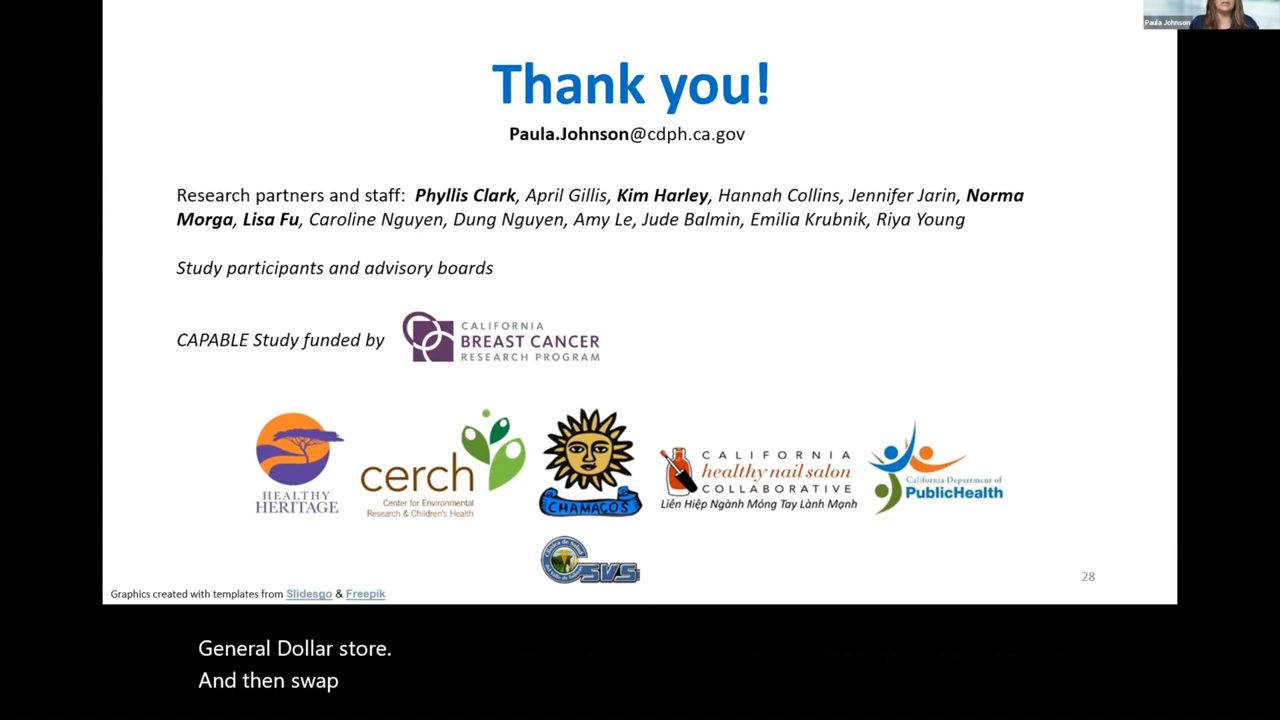 Paula Johnson
Thank you!
Paula.Johnson@cdph.ca.gov
Research partners and staff: Phyllis Clark, April Gillis, Kim Harley, Hannah Collins, Jennifer Jarin, Norma
Morga, Lisa Fu, Caroline Nguyen, Dung Nguyen, Amy Le, Jude Balmin, Emilia Krubnik, Riya Young
Study participants and advisory boards
CAPABLE Study funded by
CALIFORNIA
BREAST CANCER
RESEARCH PROGRAM
HEALTHY
HERITAGE
cerch
Center for Environmental
Research & Children's Health
CHAMACOS
CALIFORNIA
healthy nail salon
COLLABORATIVE
Liên Hiệp Ngành Móng Tay Lành Mạnh
California Department of
PublicHealth
Clinica de Salud
CSVS
28
Graphics created with templates from Slidesgo & Freepik
General Dollar store.
And then swap